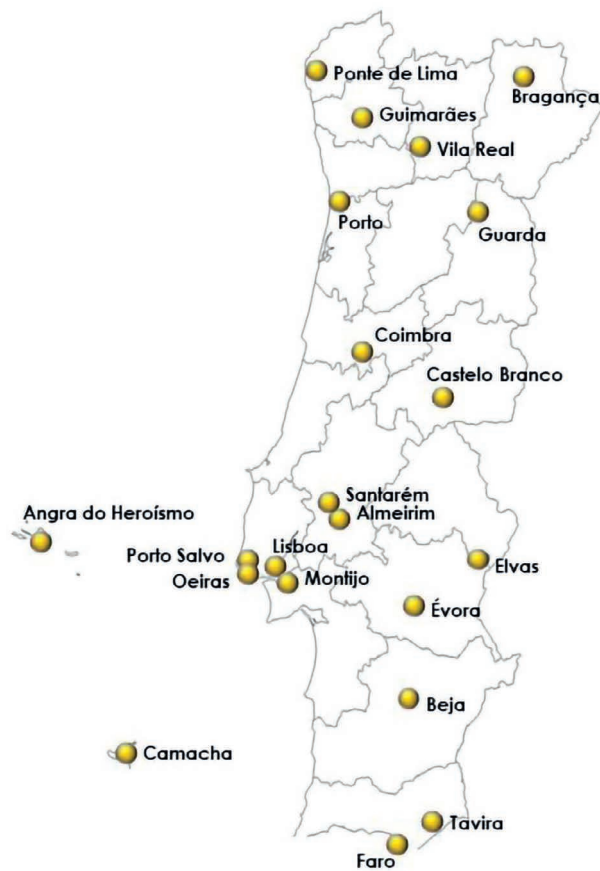 Ponte de Lima
Bragança
Guimarães
Vila Real
Porto
Guarda
Coimbra
Castelo Branco
Santarém
Almeirim
Angra do Heroísmo
Lisboa
Porto Salvo
Elvas
Oeiras
Montijo
Évora
Beja
Camacha
Tavira
Faro